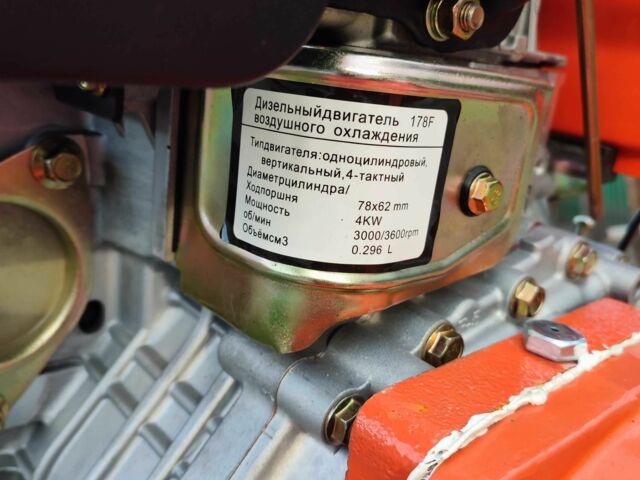 Дизельныйдвигатель 178F
воздушного охлаждения
Типдвигателя:одноцилиндровый,
вертикальный,4-тактный
Диаметрцилиндра/
Ходпоршня 78x62 mm
Мощность 4KW
об/мин 3000/3600rpm
Объёмсм3 0.296 L